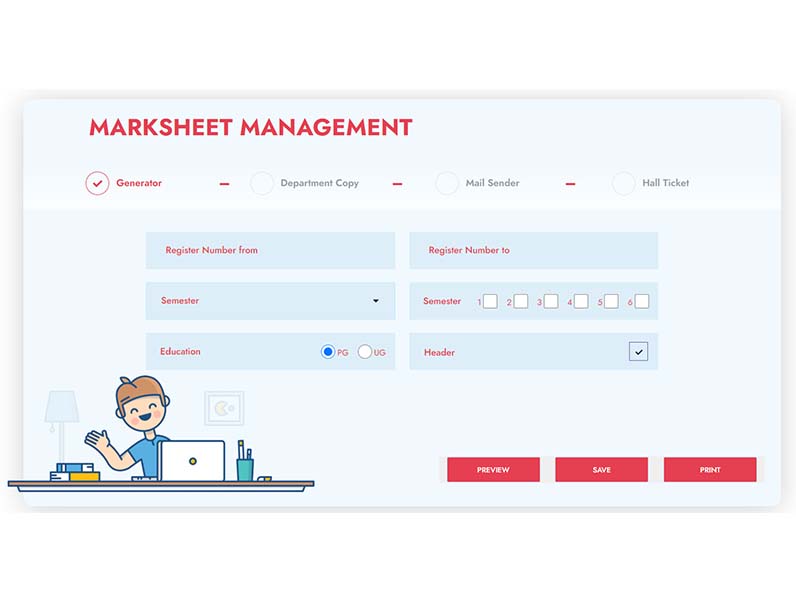 MARKSHEET MANAGEMENT
Generator Department Copy Mail Sender Hall Ticket
Register Number from Register Number to
Semester Semester 1 2 3 4 5 6
Education PG UG Header
PREVIEW SAVE PRINT